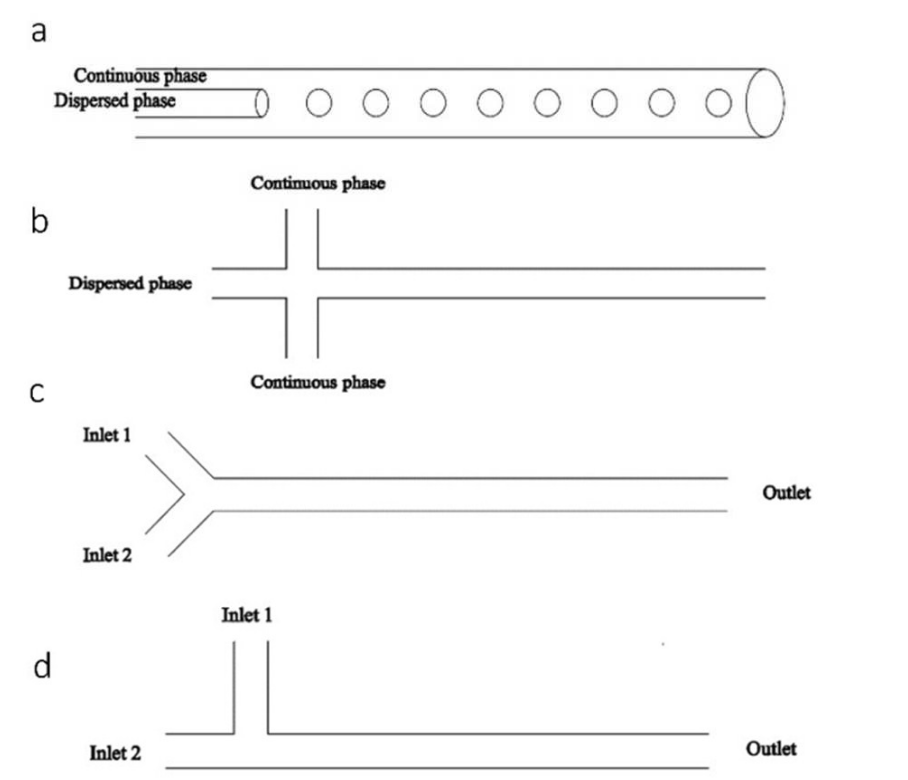 a
Continuous phase
Dispersed phase
Continuous phase
b
Dispersed phase
Continuous phase
c
Inlet 1
Outlet
Inlet 2
Inlet 1
d
Inlet 2
Outlet